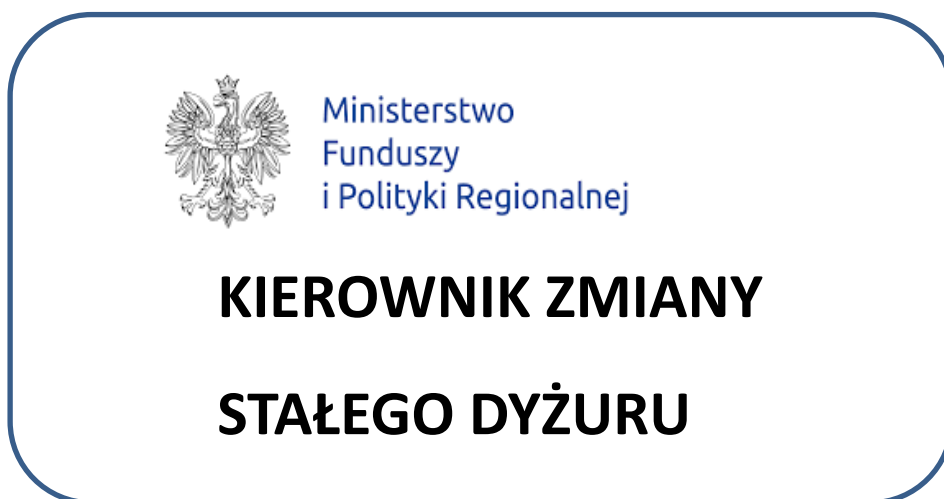 Ministerstwo
Funduszy
i Polityki Regionalnej
KIEROWNIK ZMIANY
STAŁEGO DYŻURU